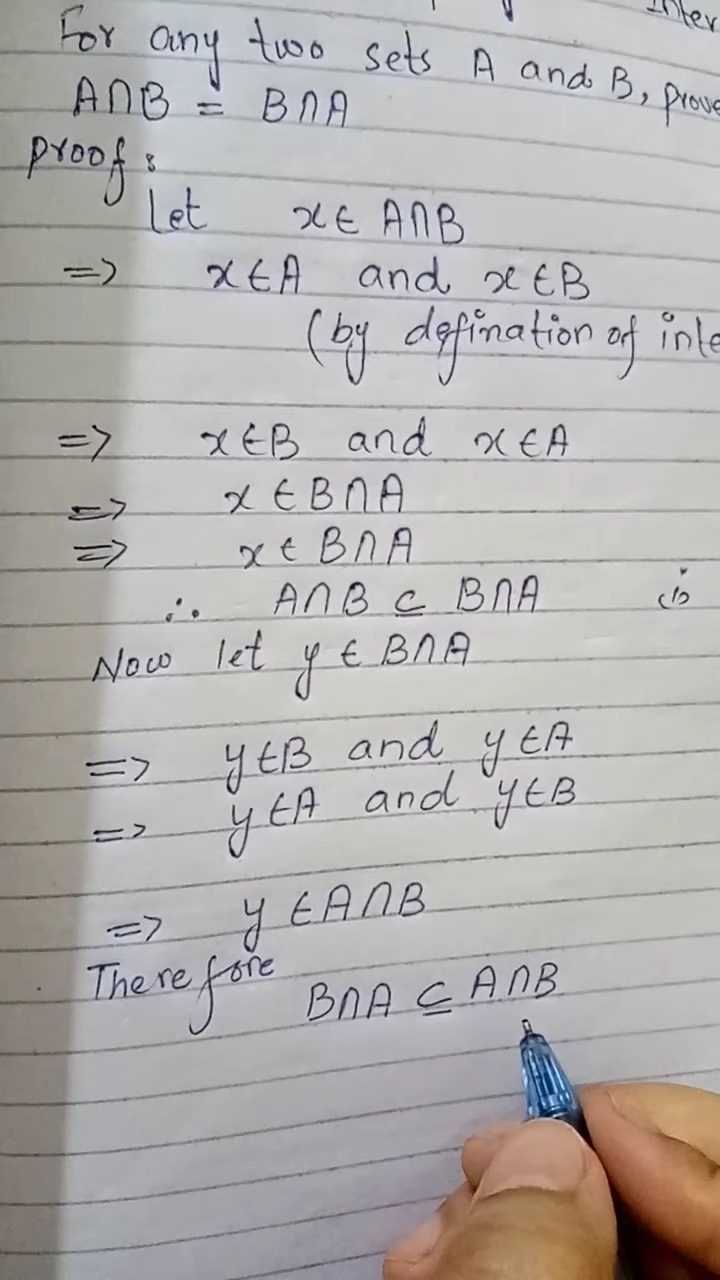 Inter
For any two sets A and B, prove
A∩B = B∩A
Proof:
Let x ∈ A∩B
=> x ∈ A and x ∈ B
(by defination of inte
=> x ∈ B and x ∈ A
=> x ∈ B∩A
=> x ∈ B∩A
∴ A∩B ⊆ B∩A (i)
Now let y ∈ B∩A
=> y ∈ B and y ∈ A
=> y ∈ A and y ∈ B
=> y ∈ A∩B
Therefore
B∩A ⊆ A∩B